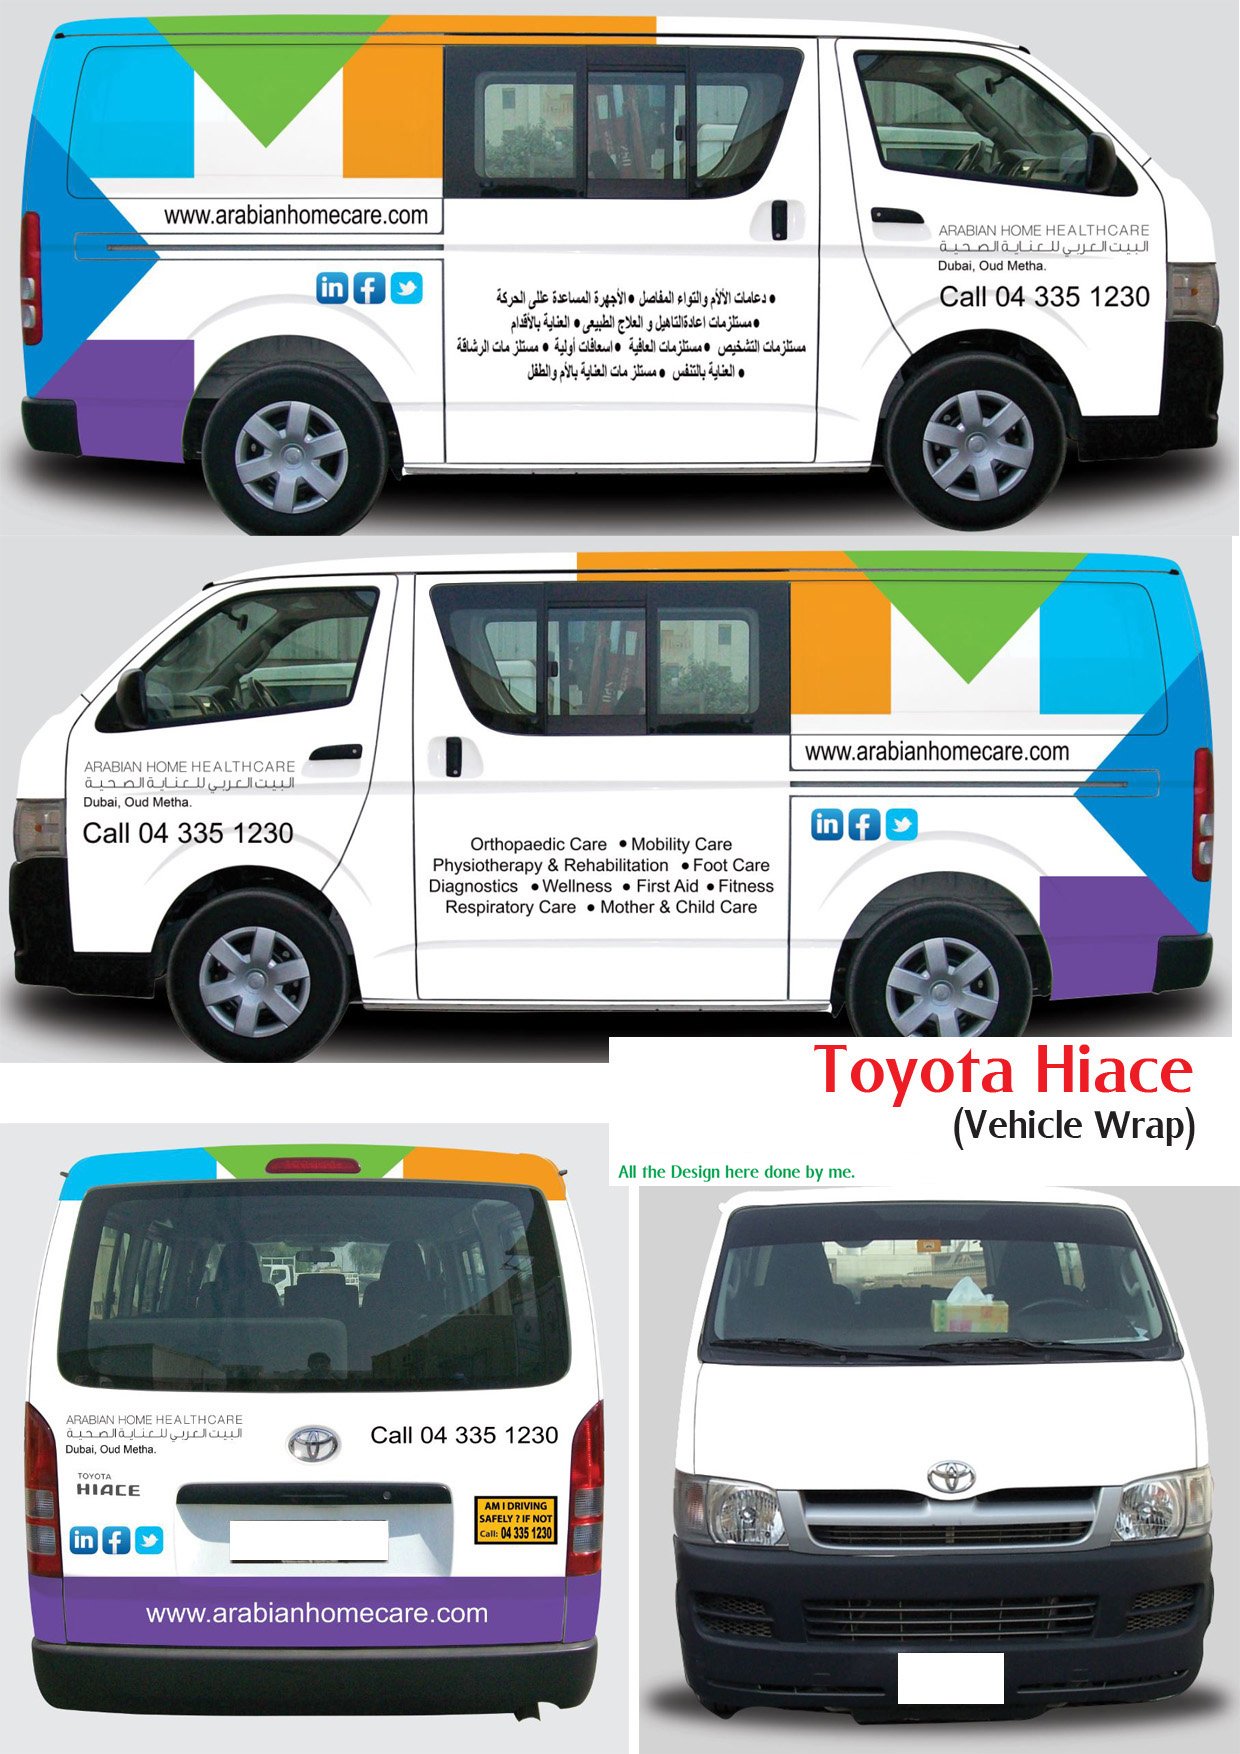 www.arabianhomecare.com
ARABIAN HOME HEALTHCARE
البيت العربي للعناية الصحية
Dubai, Oud Metha.
Call 04 335 1230
in f
• دعامات الألأم والتواء المفاصل • الأجهرة المساعدة عللى الحركة
• مستلزمات اعادةالتاهيل و العلاج الطبيعى • العناية بالأقدام
مستلزمات التشخيص • مستلزمات العافية • اسعافات أولية • مستلز مات الرشاقة
• العناية بالتنفس • مستلز مات العناية بالأم والطفل
www.arabianhomecare.com
ARABIAN HOME HEALTHCARE
البيت العربي للعناية الصحية
Dubai, Oud Metha.
Call 04 335 1230
in f
Orthopaedic Care • Mobility Care
Physiotherapy & Rehabilitation • Foot Care
Diagnostics • Wellness • First Aid • Fitness
Respiratory Care • Mother & Child Care
Toyota Hiace
(Vehicle Wrap)
All the Design here done by me.
ARABIAN HOME HEALTHCARE
البيت العربي للعناية الصحية
Dubai, Oud Metha.
Call 04 335 1230
TOYOTA
HIACE
in f
AM I DRIVING
SAFELY ? IF NOT
Call: 04 335 1230
www.arabianhomecare.com